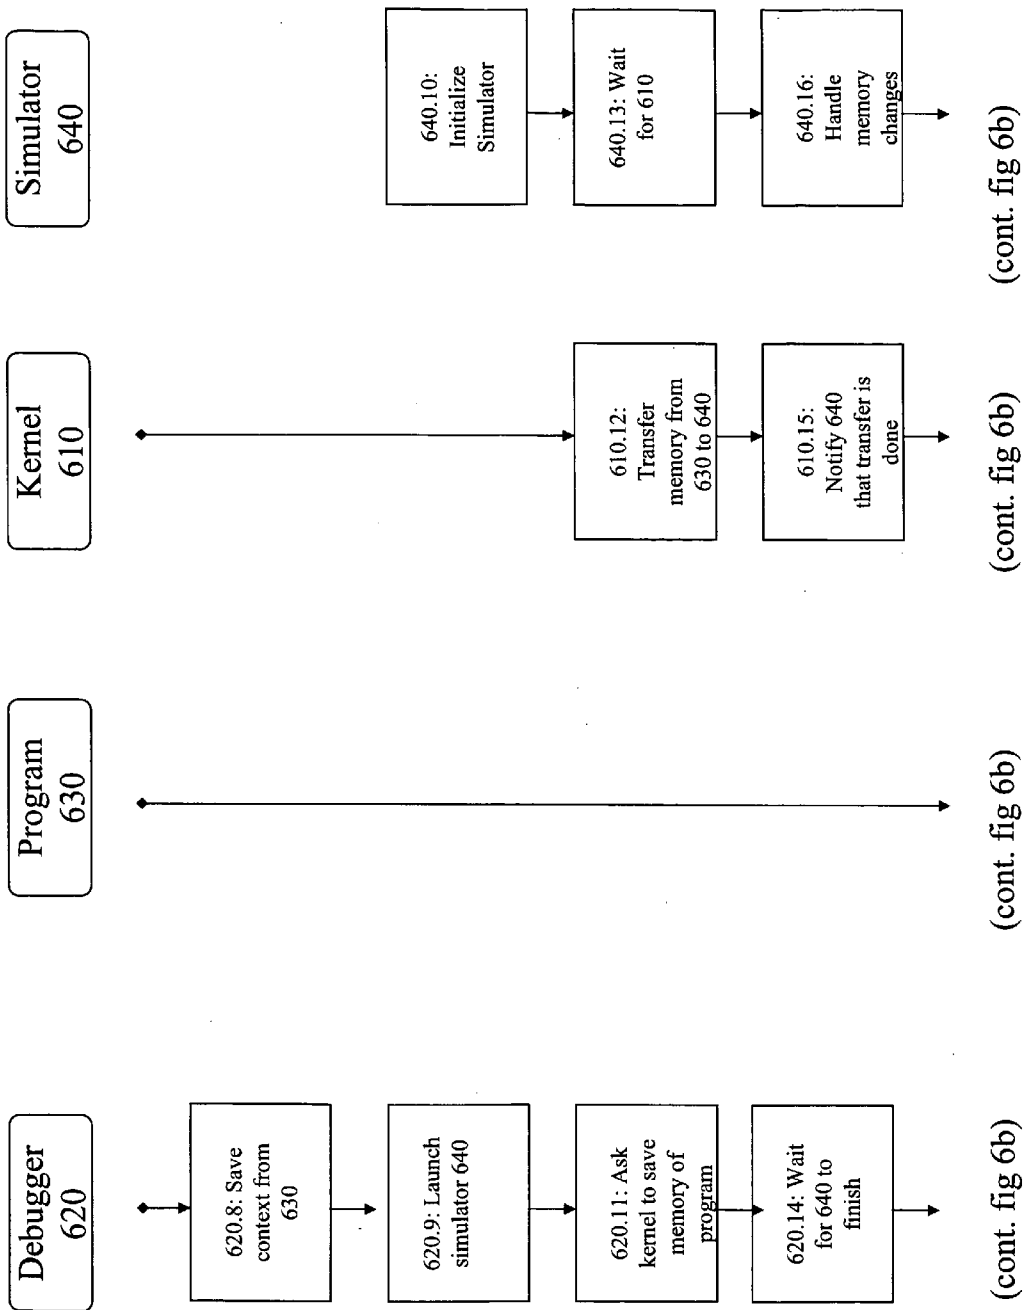 Debugger
620
620.8: Save
context from
630
620.9: Launch
simulator 640
620.11: Ask
kernel to save
memory of
program
620.14: Wait
for 640 to
finish
(cont. fig 6b)
Program
630
(cont. fig 6b)
Kernel
610
610.12:
Transfer
memory from
630 to 640
610.15:
Notify 640
that transfer is
done
(cont. fig 6b)
Simulator
640
640.10:
Initialize
Simulator
640.13: Wait
for 610
640.16:
Handle
memory
changes
(cont. fig 6b)